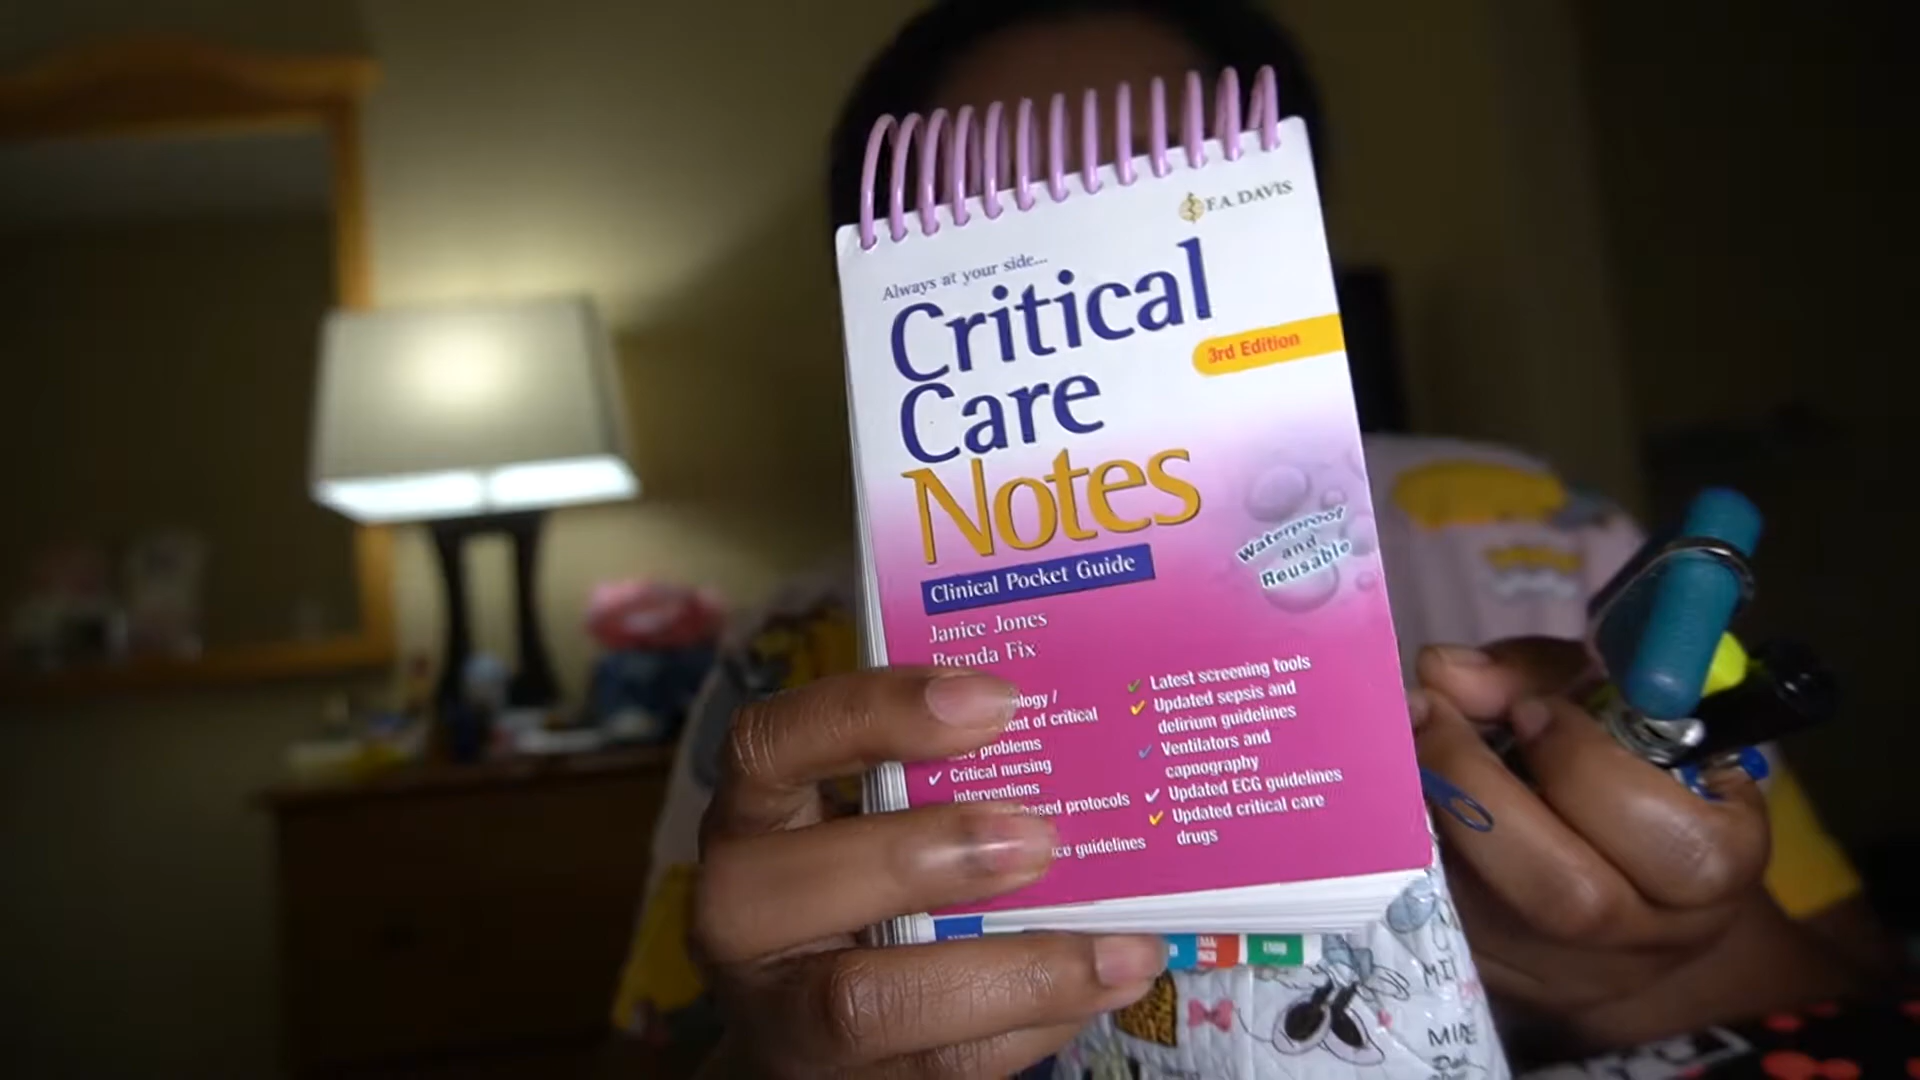 F.A. DAVIS
Always at your side...
Critical
Care
Notes
3rd Edition
Waterproof
and
Reusable
Clinical Pocket Guide
Janice Jones
Brenda Fix
of critical
problems
✓ Critical nursing
interventions
protocols
guidelines
✓ Latest screening tools
✓ Updated sepsis and
delirium guidelines
✓ Ventilators and
capnography
✓ Updated ECG guidelines
✓ Updated critical care
drugs